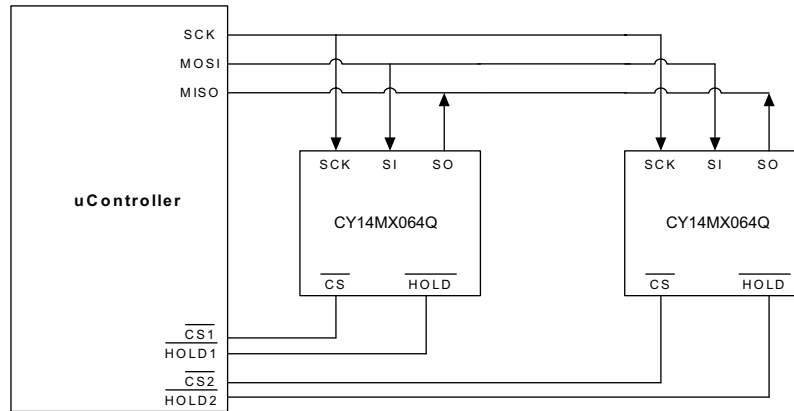 SCK
MOSI
MISO
uController
SCK SI SO
CY14MX064Q
CS HOLD
SCK SI SO
CY14MX064Q
CS HOLD
CS1
HOLD1
CS2
HOLD2